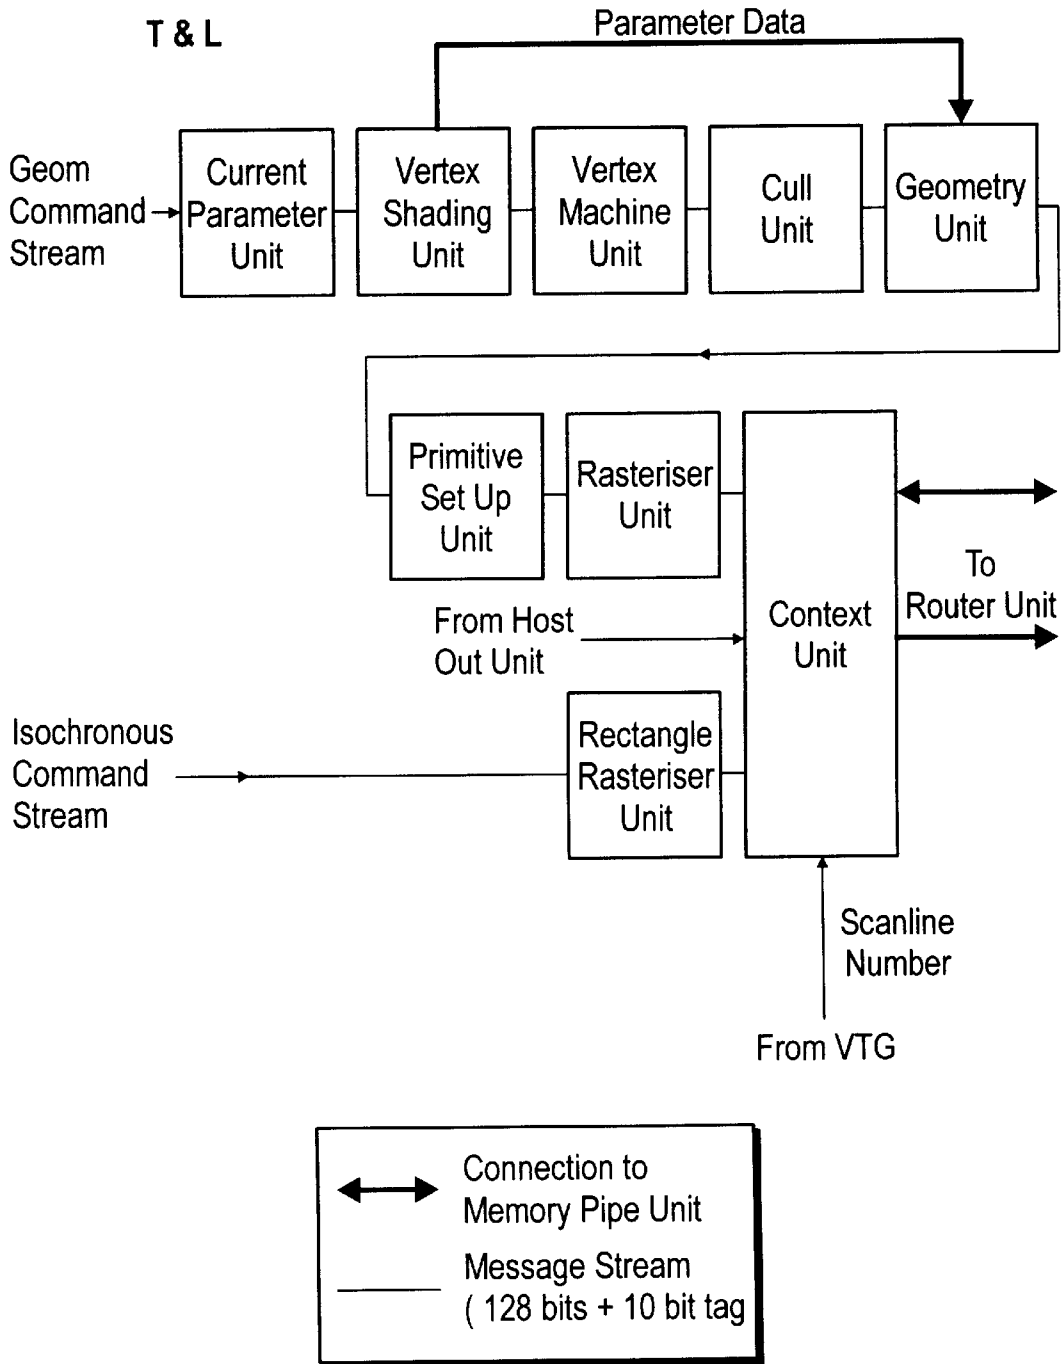 T & L
Parameter Data
Geom
Command
Stream
Current
Parameter
Unit
Vertex
Shading
Unit
Vertex
Machine
Unit
Cull
Unit
Geometry
Unit
Primitive
Set Up
Unit
Rasteriser
Unit
Context
Unit
To
Router Unit
From Host
Out Unit
Isochronous
Command
Stream
Rectangle
Rasteriser
Unit
Scanline
Number
From VTG
Connection to
Memory Pipe Unit
Message Stream
( 128 bits + 10 bit tag